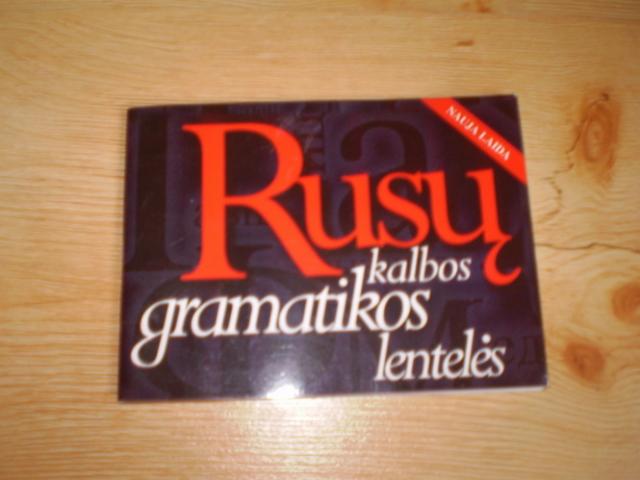 NAUJA LAIDA
Rusų
kalbos
gramatikos
lentelės